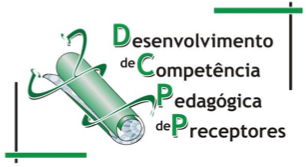 Desenvolvimento
de Competência
Pedagógica
de Preceptores